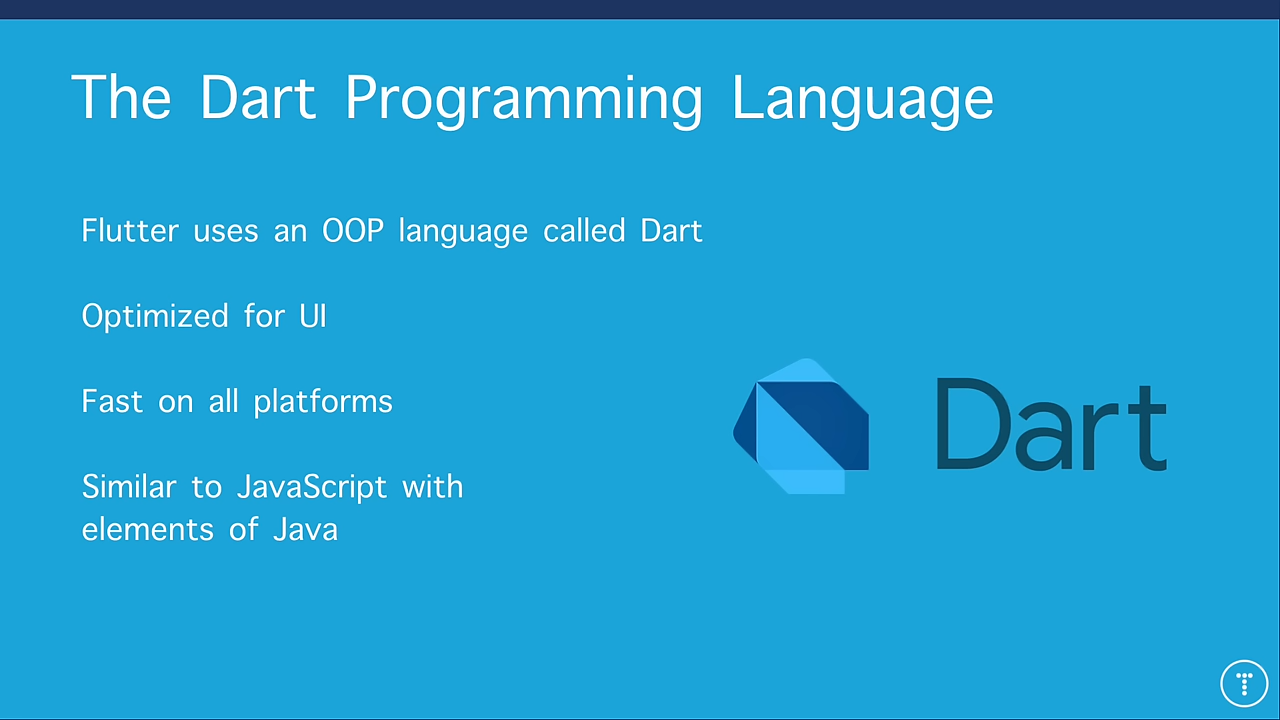 The Dart Programming Language
Flutter uses an OOP language called Dart
Optimized for UI
Fast on all platforms
Similar to JavaScript with
elements of Java
Dart
T